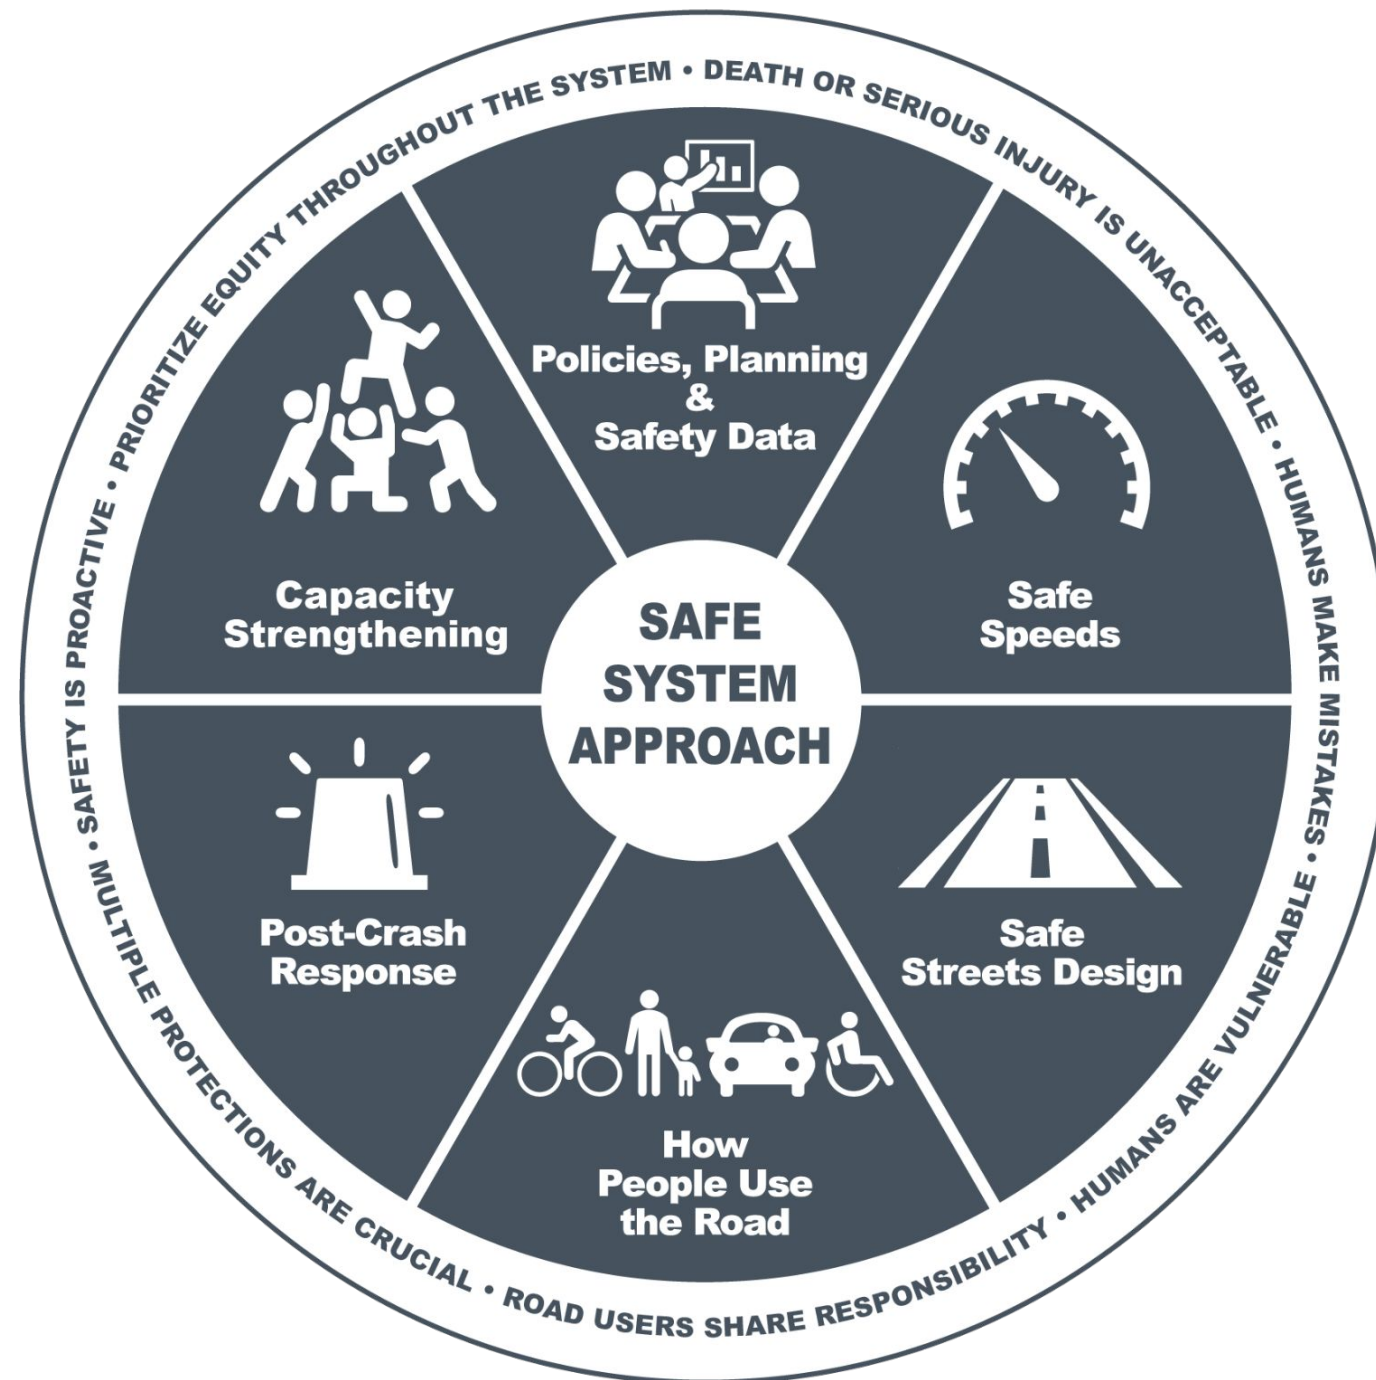 PRIORITIZE EQUITY THROUGHOUT THE SYSTEM • DEATH OR SERIOUS INJURY IS UNACCEPTABLE • HUMANS MAKE MISTAKES • HUMANS ARE VULNERABLE • ROAD USERS SHARE RESPONSIBILITY • MULTIPLE PROTECTIONS ARE CRUCIAL • SAFETY IS PROACTIVE •
Policies, Planning
&
Safety Data
Safe
Speeds
Safe
Streets Design
How
People Use
the Road
Post-Crash
Response
Capacity
Strengthening
SAFE
SYSTEM
APPROACH